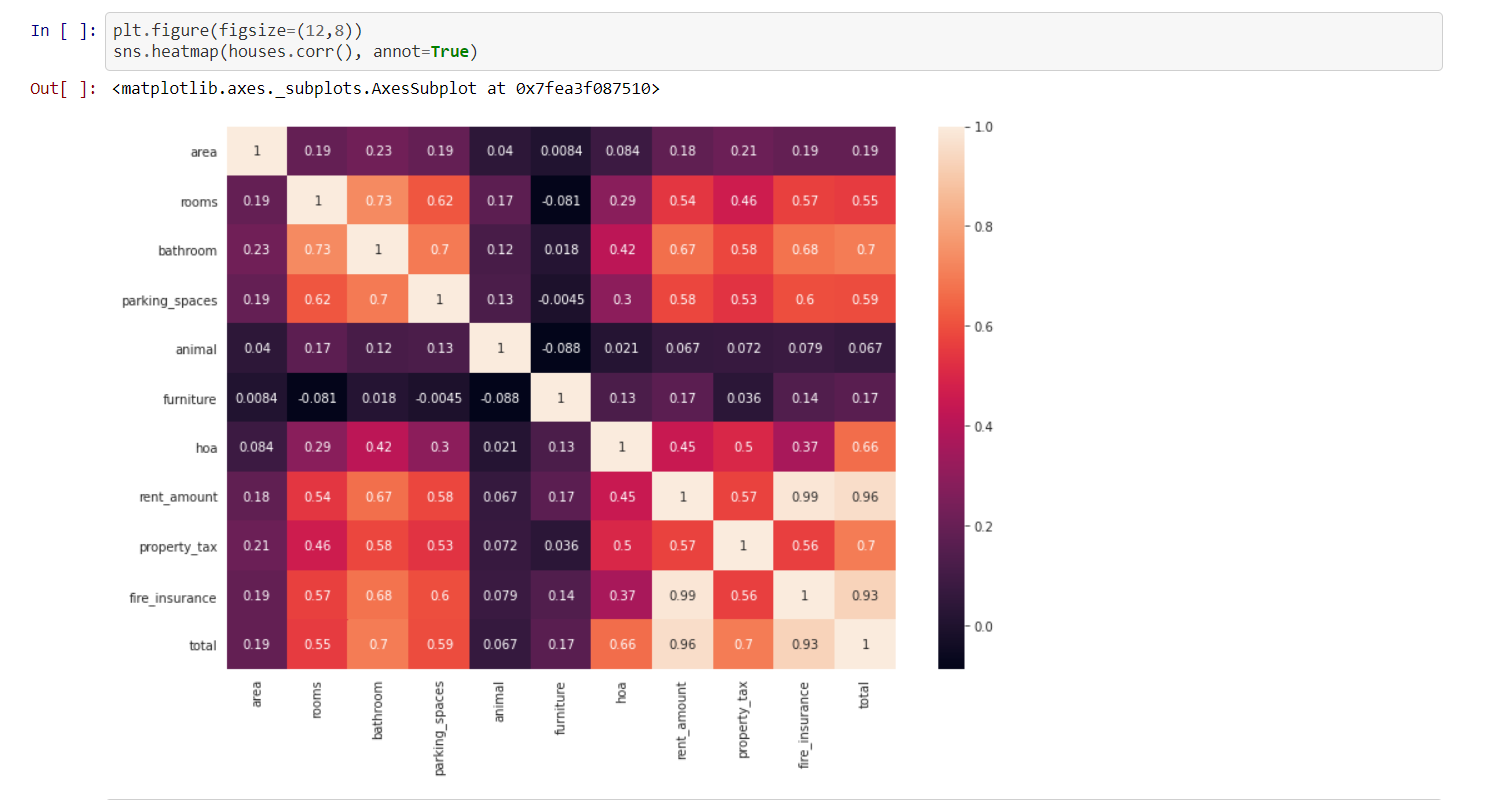 In [ ]: plt.figure(figsize=(12,8))
sns.heatmap(houses.corr(), annot=True)
Out[ ]: <matplotlib.axes._subplots.AxesSubplot at 0x7fea3f087510>
area 1 0.19 0.23 0.19 0.04 0.0084 0.084 0.18 0.21 0.19 0.19
rooms 0.19 1 0.73 0.62 0.17 -0.081 0.29 0.54 0.46 0.57 0.55
bathroom 0.23 0.73 1 0.7 0.12 0.018 0.42 0.67 0.58 0.68 0.7
parking_spaces 0.19 0.62 0.7 1 0.13 -0.0045 0.3 0.58 0.53 0.6 0.59
animal 0.04 0.17 0.12 0.13 1 -0.088 0.021 0.067 0.072 0.079 0.067
furniture 0.0084 -0.081 0.018 -0.0045 -0.088 1 0.13 0.17 0.036 0.14 0.17
hoa 0.084 0.29 0.42 0.3 0.021 0.13 1 0.45 0.5 0.37 0.66
rent_amount 0.18 0.54 0.67 0.58 0.067 0.17 0.45 1 0.57 0.99 0.96
property_tax 0.21 0.46 0.58 0.53 0.072 0.036 0.5 0.57 1 0.56 0.7
fire_insurance 0.19 0.57 0.68 0.6 0.079 0.14 0.37 0.99 0.56 1 0.93
total 0.19 0.55 0.7 0.59 0.067 0.17 0.66 0.96 0.7 0.93 1
area rooms bathroom parking_spaces animal furniture hoa rent_amount property_tax fire_insurance total
1.0
0.8
0.6
0.4
0.2
0.0